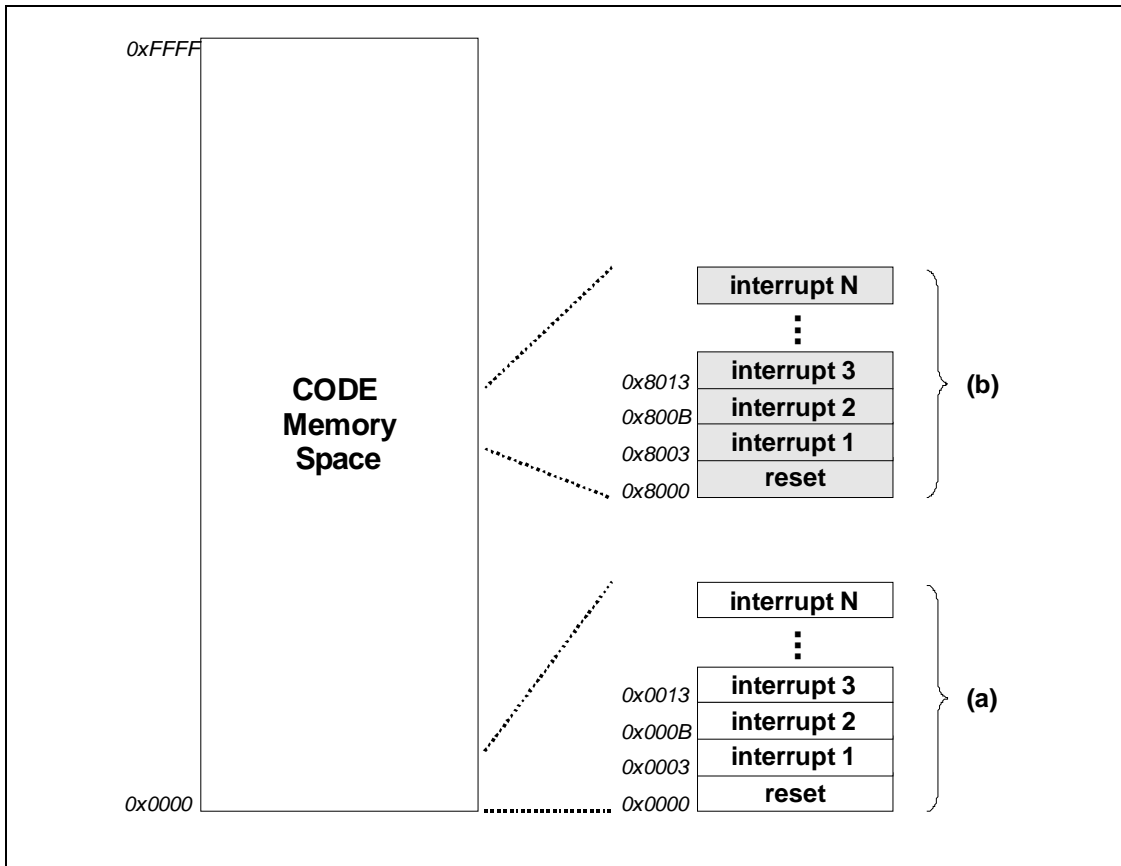 0xFFFF
CODE
Memory
Space
0x0000
interrupt N
interrupt 3
0x8013
interrupt 2
0x800B
interrupt 1
0x8003
reset
0x8000
(b)
interrupt N
interrupt 3
0x0013
interrupt 2
0x000B
interrupt 1
0x0003
reset
0x0000
(a)